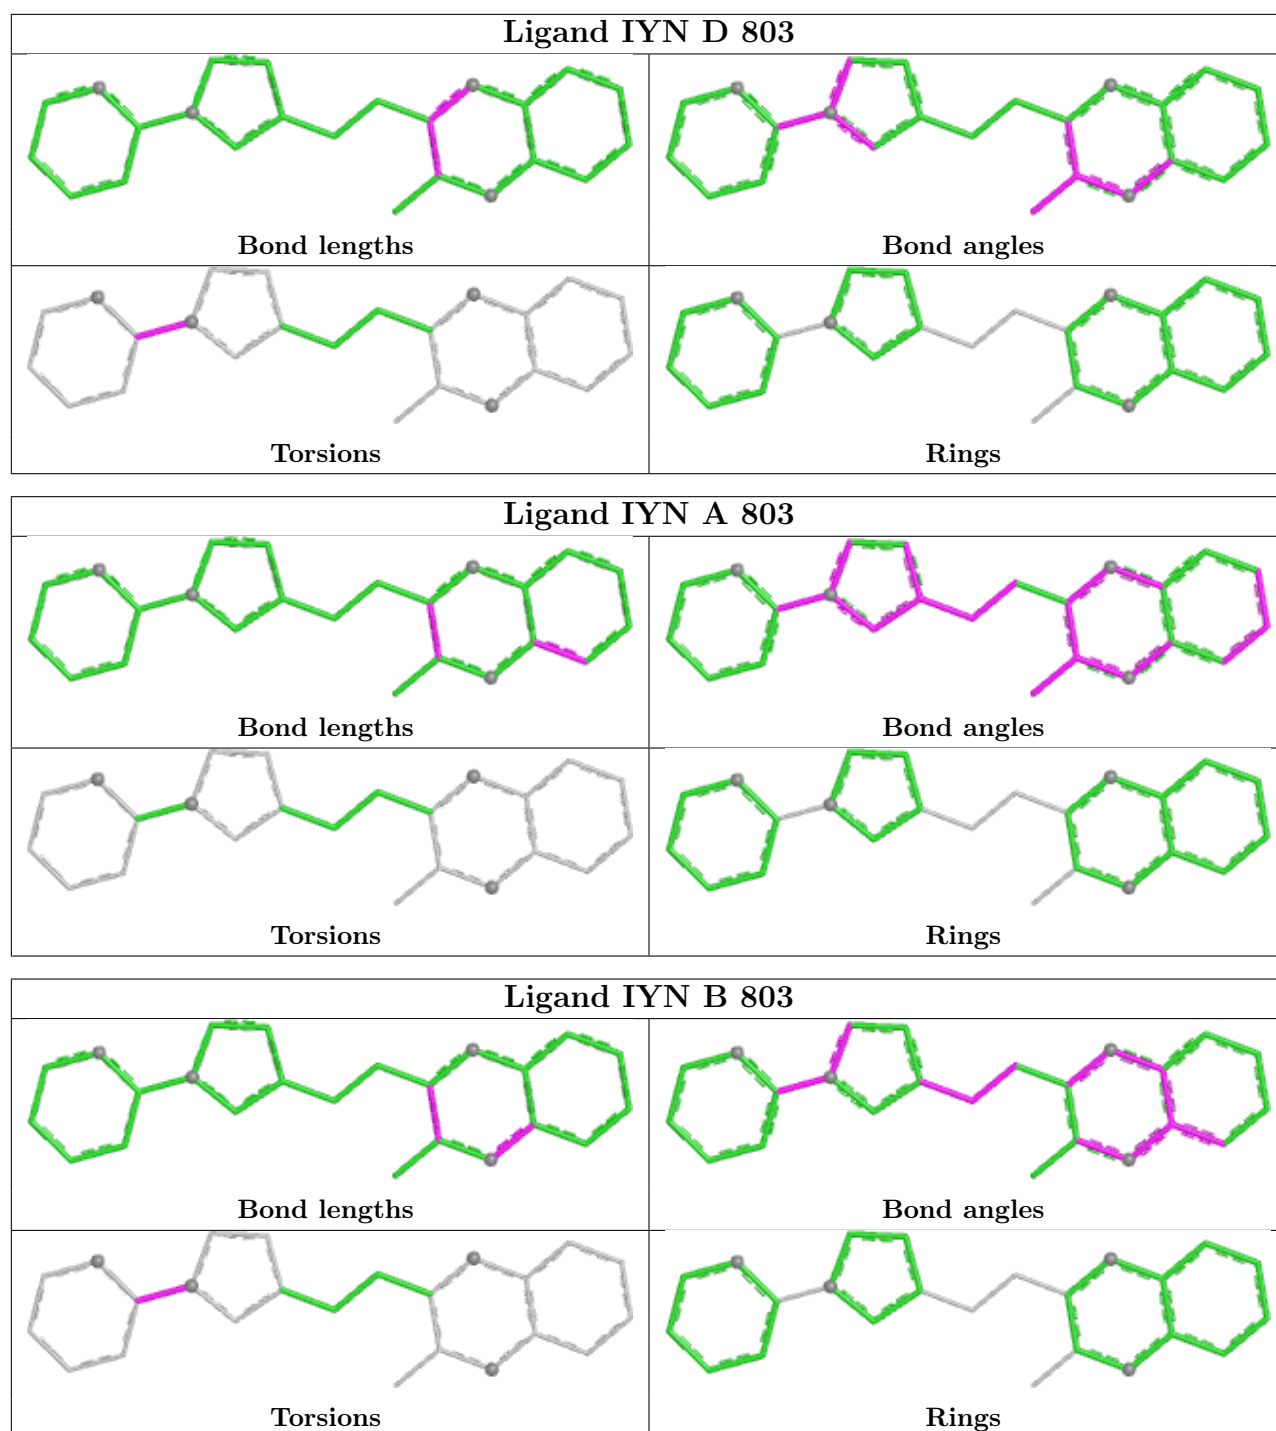 Ligand IYN D 803
Bond lengths
Bond angles
Torsions
Rings
Ligand IYN A 803
Bond lengths
Bond angles
Torsions
Rings
Ligand IYN B 803
Bond lengths
Bond angles
Torsions
Rings